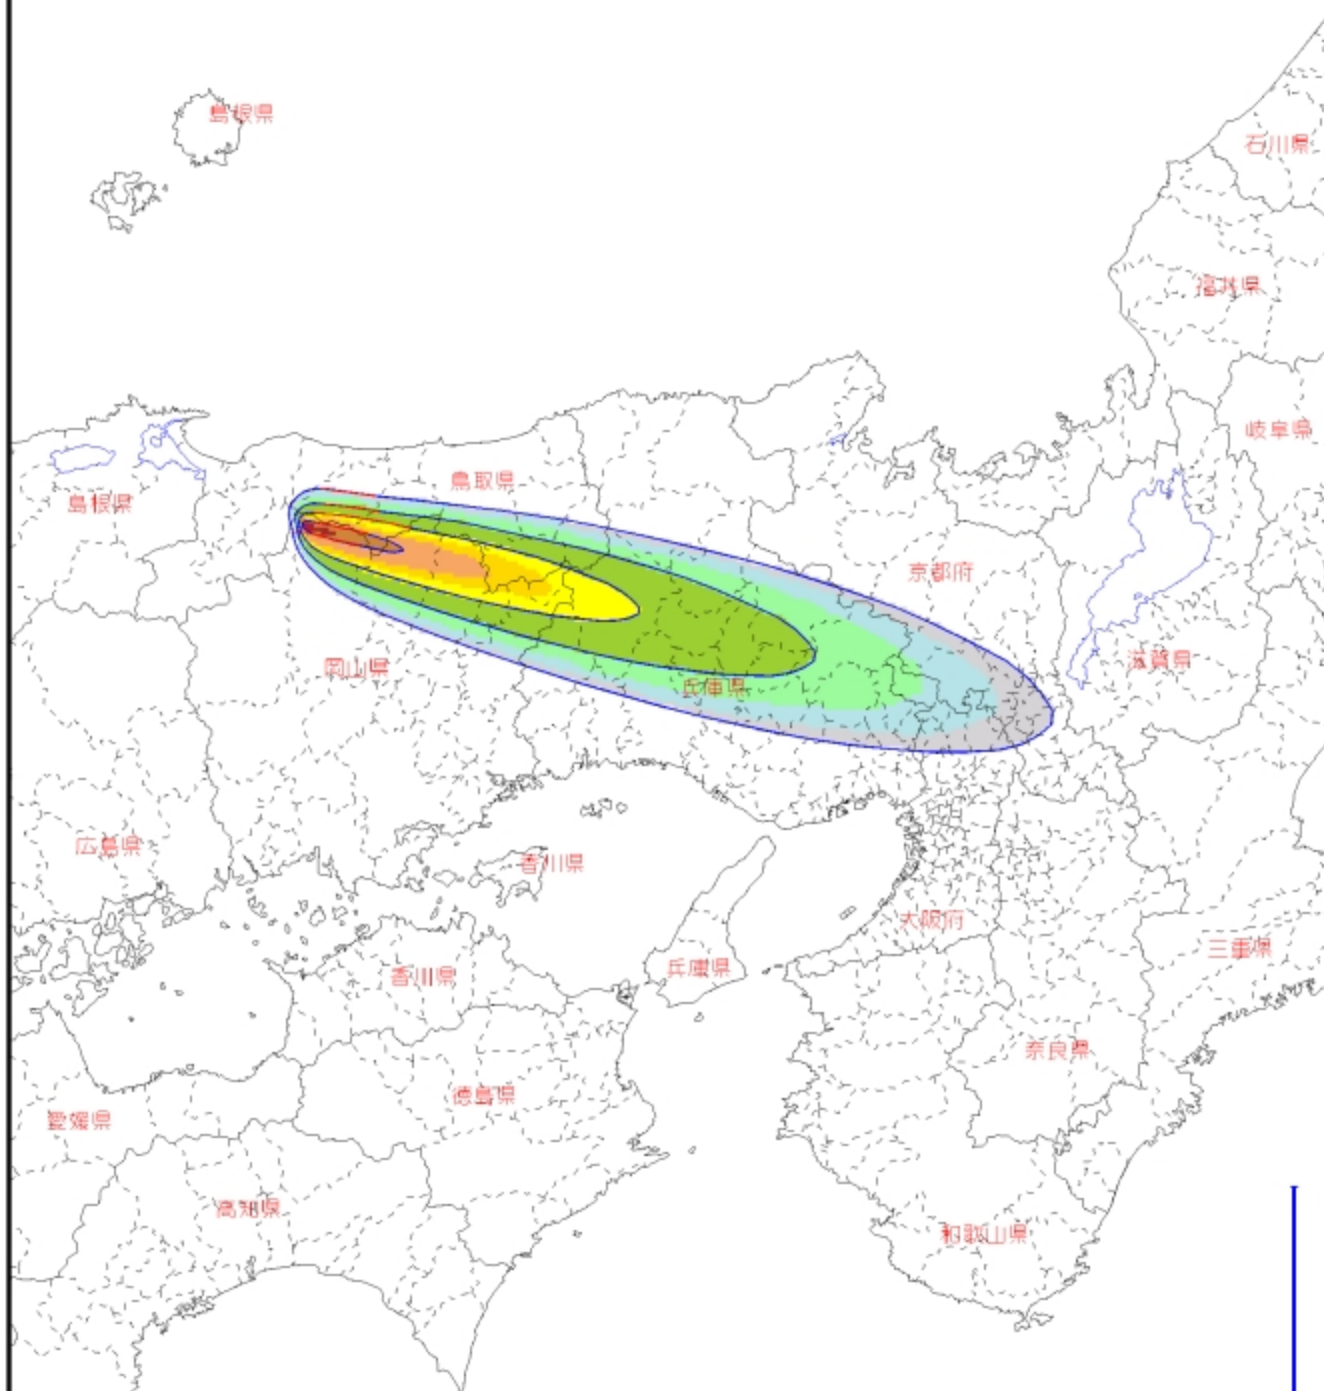 島根県
石川県
福井県
岐阜県
鳥取県
島根県
京都府
滋賀県
岡山県
兵庫県
広島県
香川県
大阪府
三重県
兵庫県
香川県
奈良県
徳島県
愛媛県
高知県
和歌山県